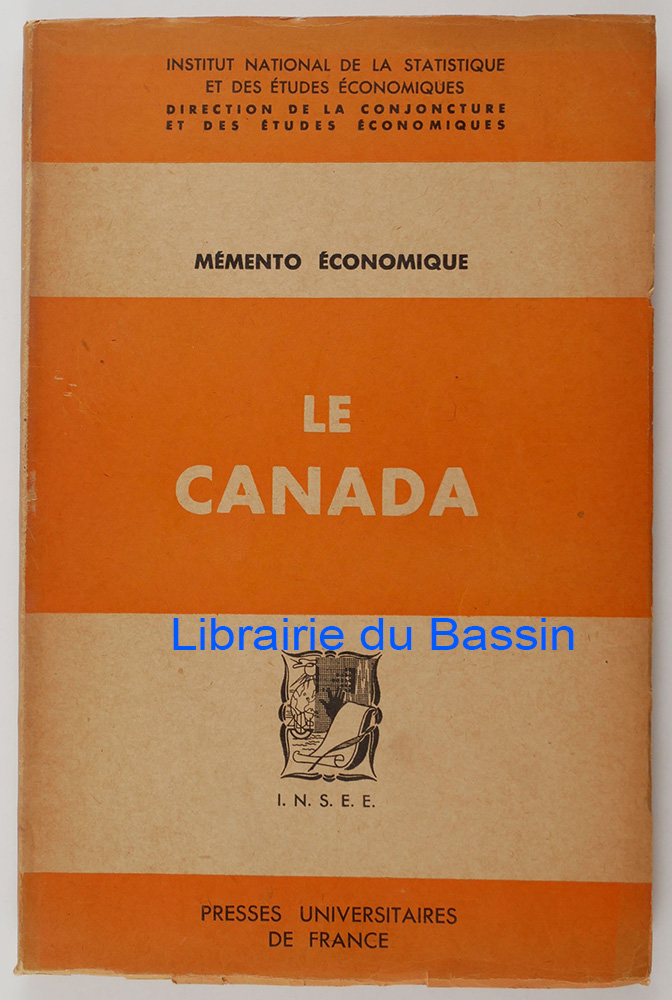 INSTITUT NATIONAL DE LA STATISTIQUE
ET DES ÉTUDES ÉCONOMIQUES
DIRECTION DE LA CONJONCTURE
ET DES ÉTUDES ÉCONOMIQUES
MÉMENTO ÉCONOMIQUE
LE
CANADA
Librairie du Bassin
I. N. S. E. E.
PRESSES UNIVERSITAIRES
DE FRANCE